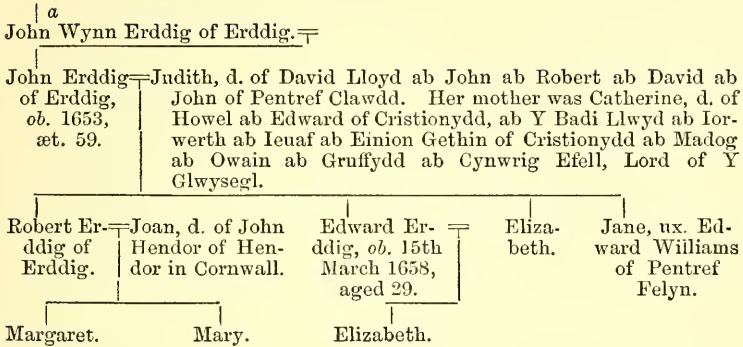 a
John Wynn Erddig of Erddig.
John Erddig
of Erddig,
ob. 1653,
æt. 59.
Judith, d. of David Lloyd ab John ab Robert ab David ab
John of Pentref Clawdd. Her mother was Catherine, d. of
Howel ab Edward of Cristionydd, ab Y Badi Llwyd ab Ior-
werth ab Ieuaf ab Einion Gethin of Cristionydd ab Madog
ab Owain ab Gruffydd ab Cynwrig Efell, Lord of Y
Glwysegl.
Robert Er-
ddig of
Erddig.
Joan, d. of John
Hendor of Hen-
dor in Cornwall.
Edward Er-
ddig, ob. 15th
March 1658,
aged 29.
Eliza-
beth.
Jane, ux. Ed-
ward Williams
of Pentref
Felyn.
Margaret.
Mary.
Elizabeth.